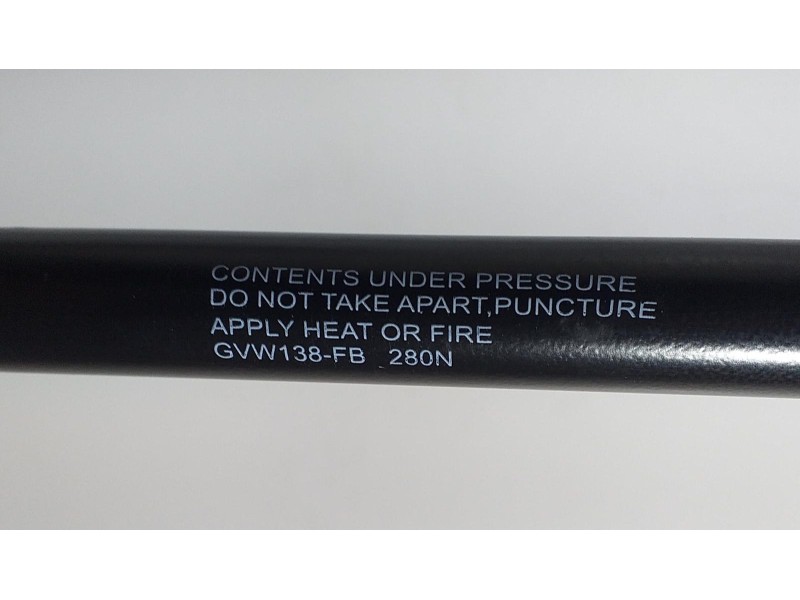 CONTENTS UNDER PRESSURE
DO NOT TAKE APART,PUNCTURE
APPLY HEAT OR FIRE
GVW138-FB 280N